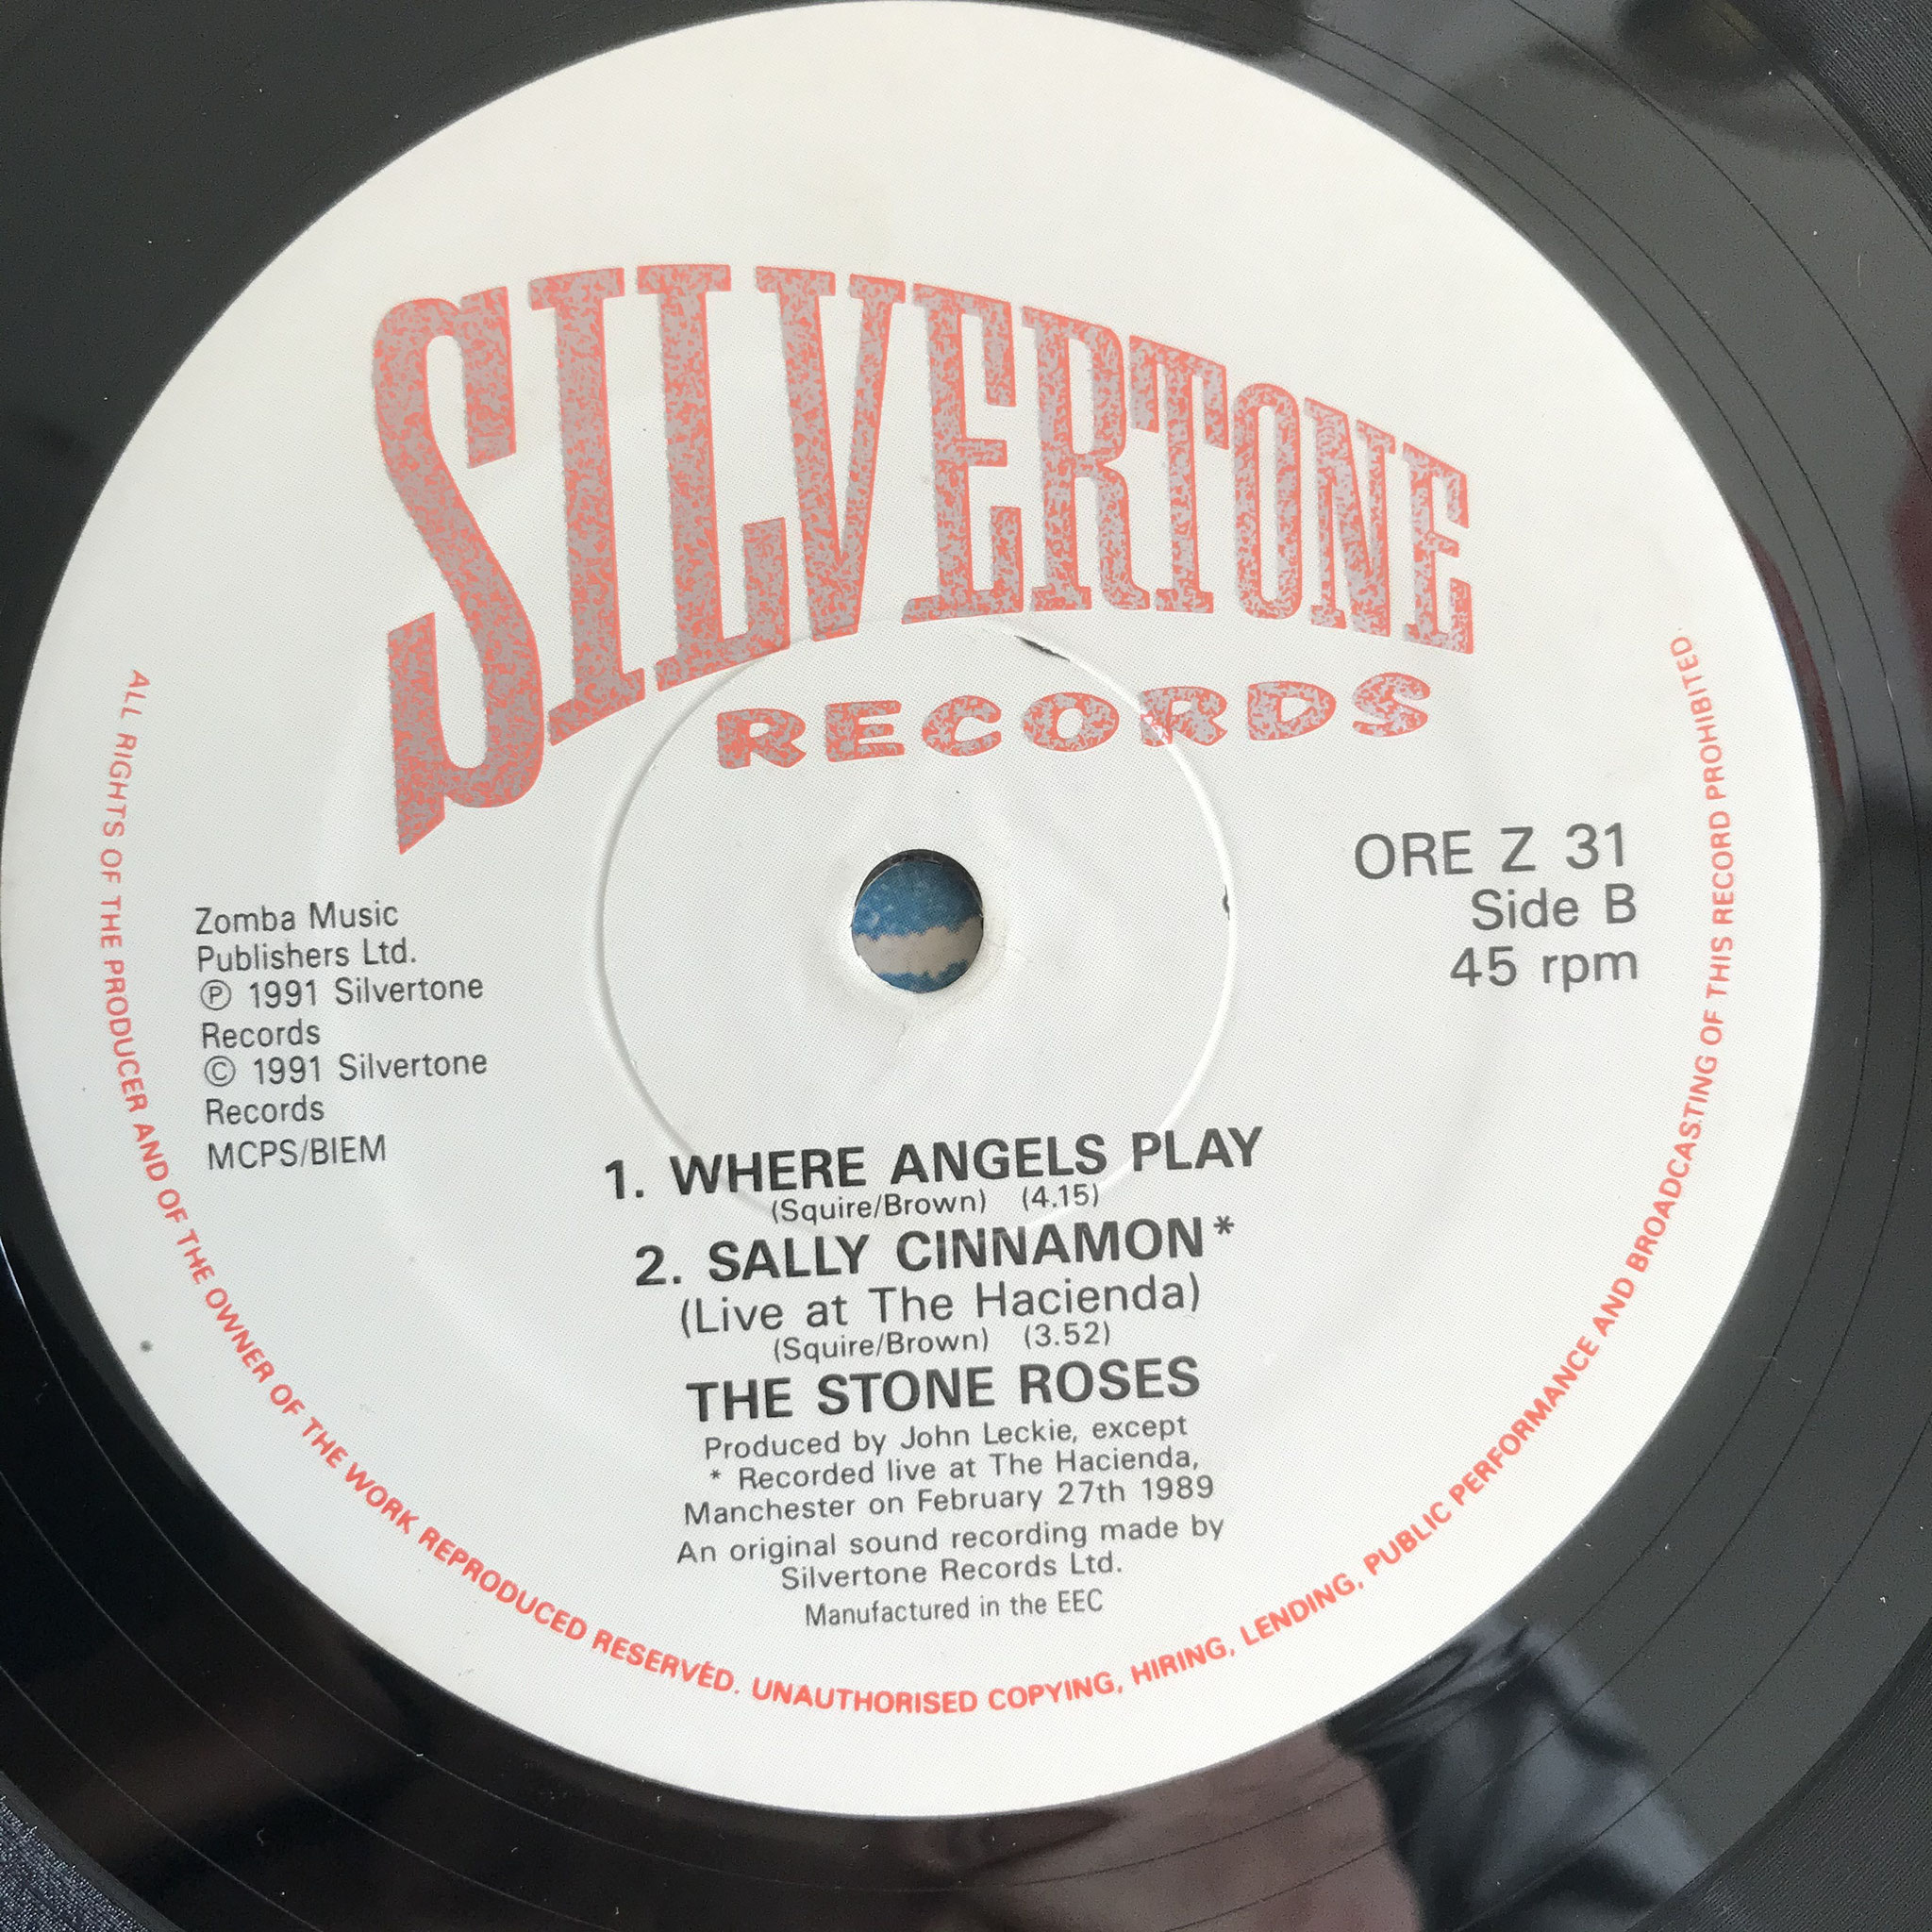 SILVERTONE
RECORDS
ORE Z 31
Side B
45 rpm
Zomba Music
Publishers Ltd.
Ⓟ 1991 Silvertone
Records
© 1991 Silvertone
Records
MCPS/BIEM
1. WHERE ANGELS PLAY
(Squire/Brown) (4.15)
2. SALLY CINNAMON*
(Live at The Hacienda)
(Squire/Brown) (3.52)
THE STONE ROSES
Produced by John Leckie, except
* Recorded live at The Hacienda,
Manchester on February 27th 1989
An original sound recording made by
Silvertone Records Ltd.
Manufactured in the EEC
ALL RIGHTS OF THE PRODUCER AND OF THE OWNER OF THE WORK REPRODUCED RESERVED. UNAUTHORISED COPYING, HIRING, LENDING, PUBLIC PERFORMANCE AND BROADCASTING OF THIS RECORD PROHIBITED.